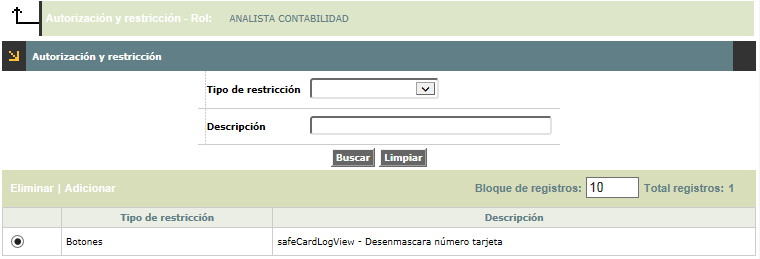 Autorización y restricción - Rol: ANALISTA CONTABILIDAD
Autorización y restricción
Tipo de restricción
Descripción
Buscar Limpiar
Eliminar | Adicionar Bloque de registros: 10 Total registros: 1
Tipo de restricción Descripción
Botones safeCardLogView - Desenmascara número tarjeta